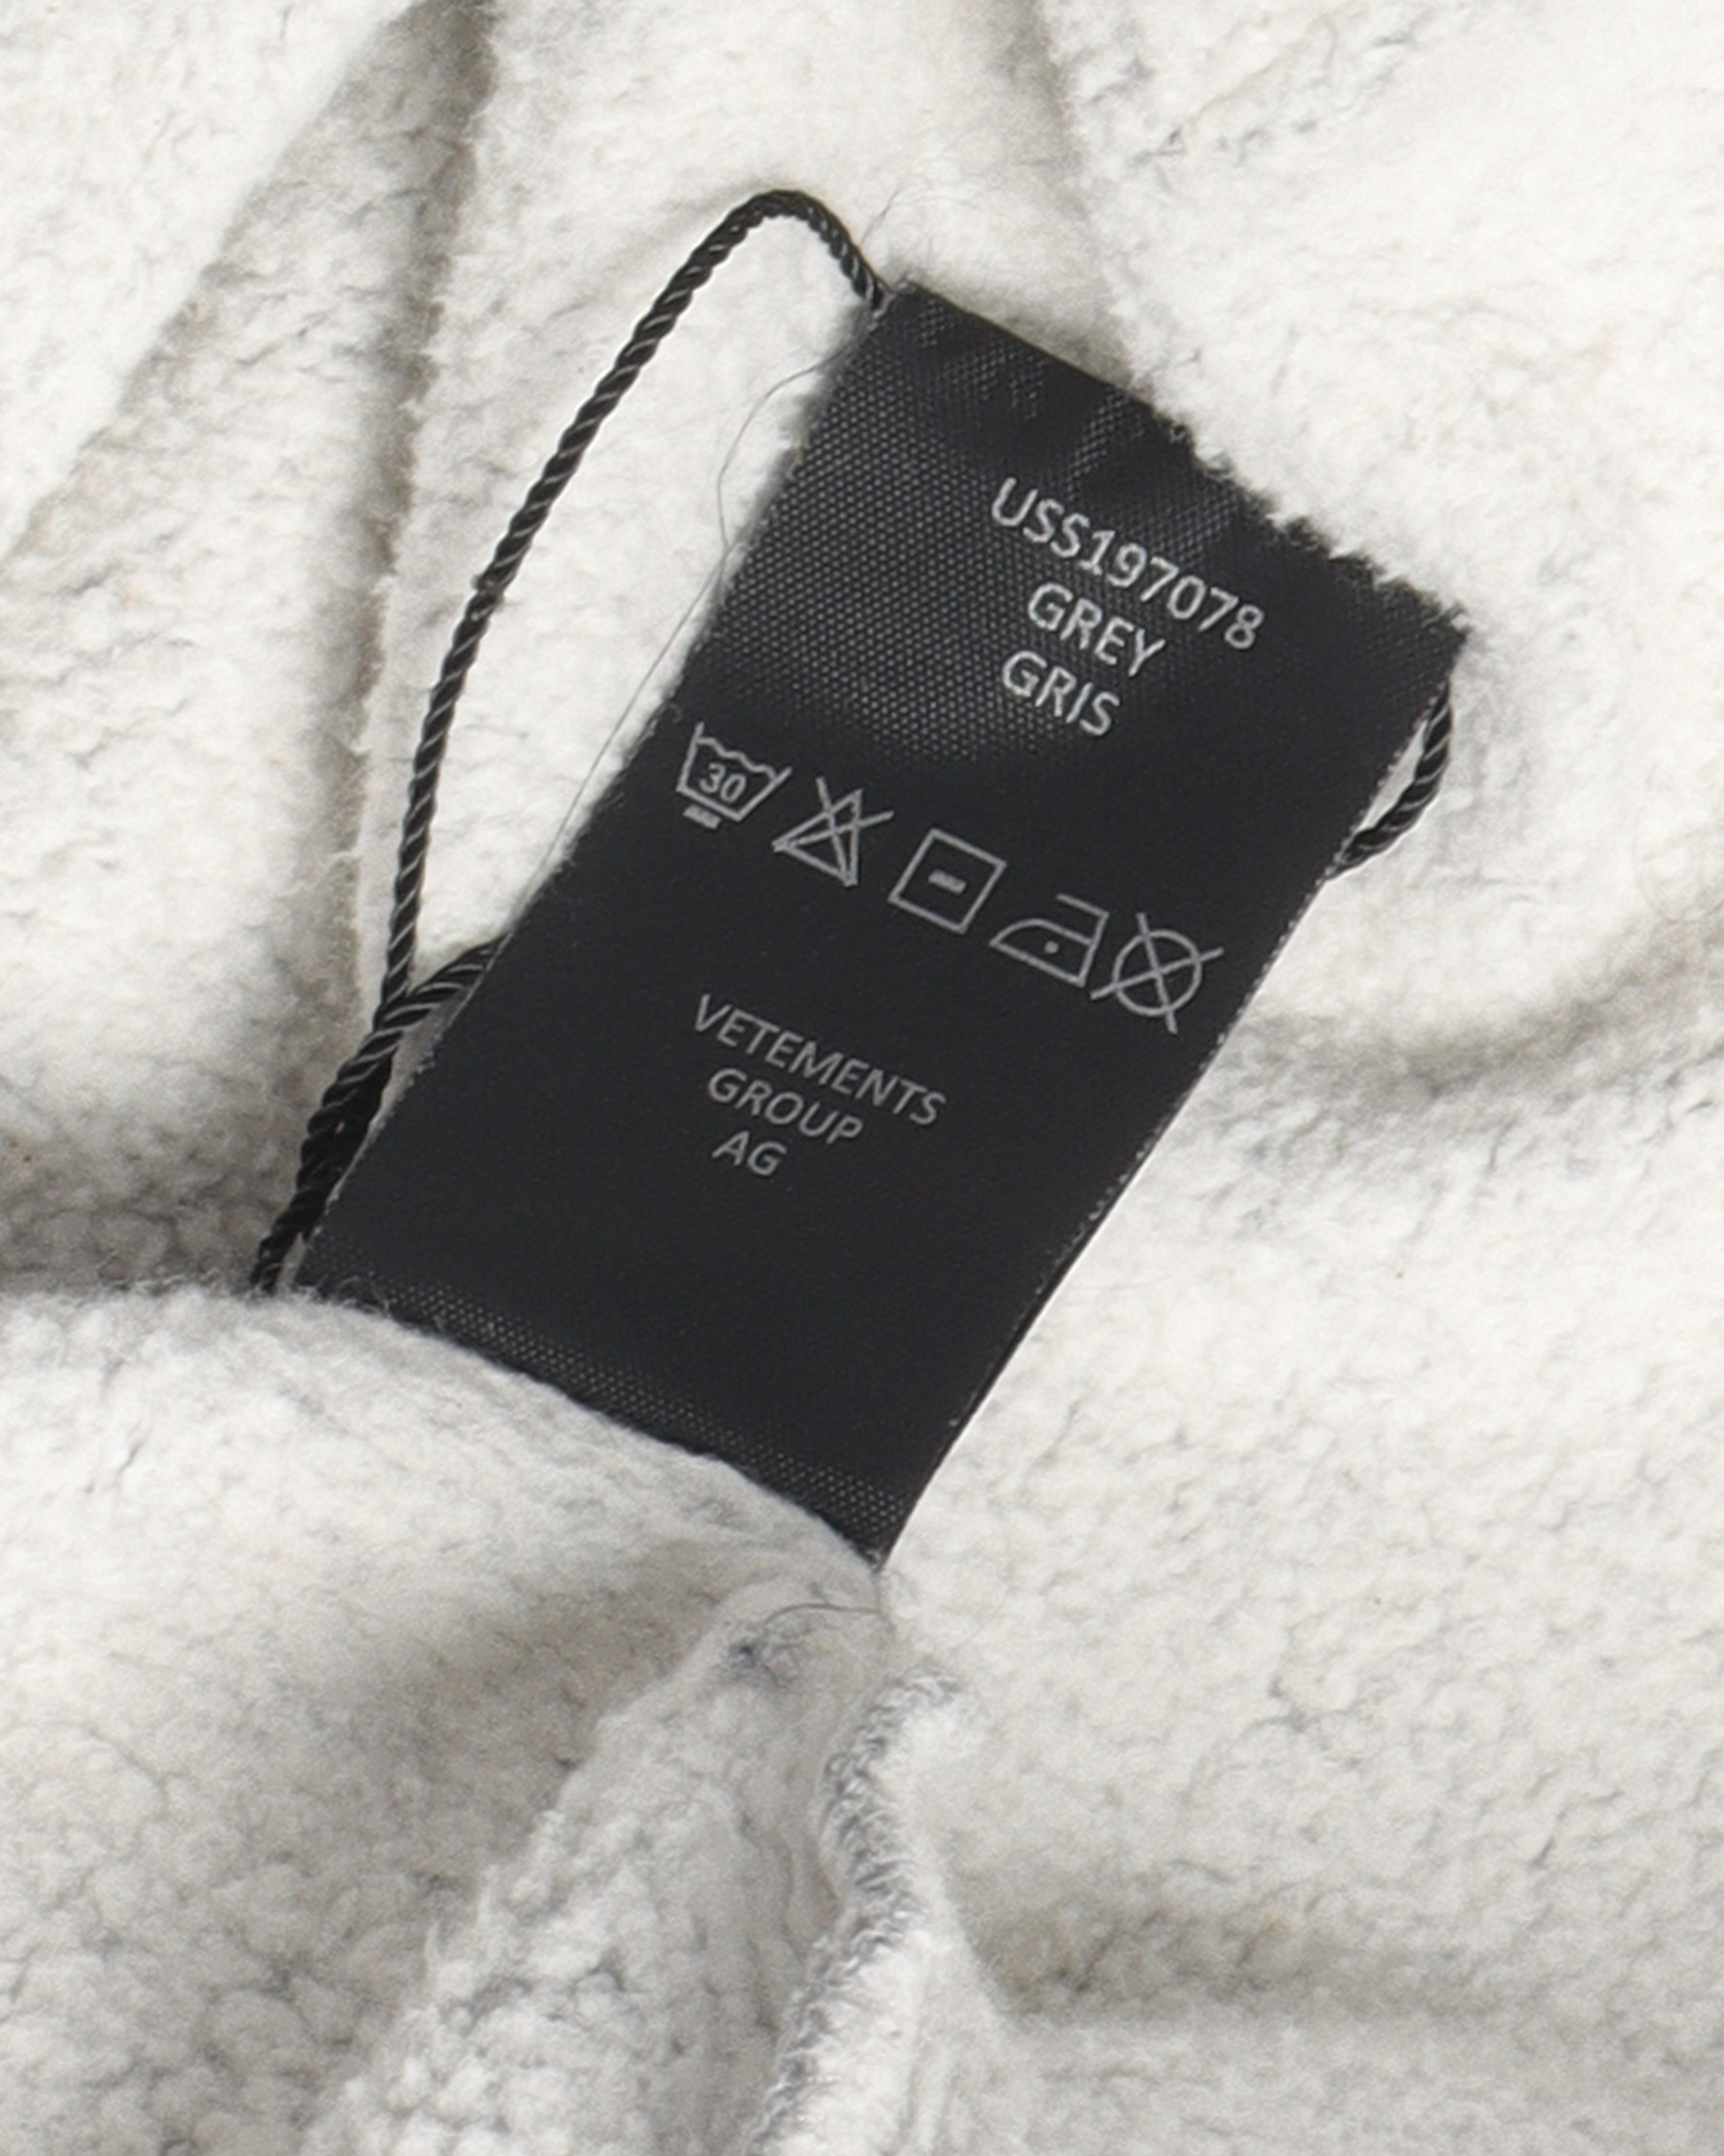 USS197078
GREY
GRIS
30
VETEMENTS
GROUP
AG